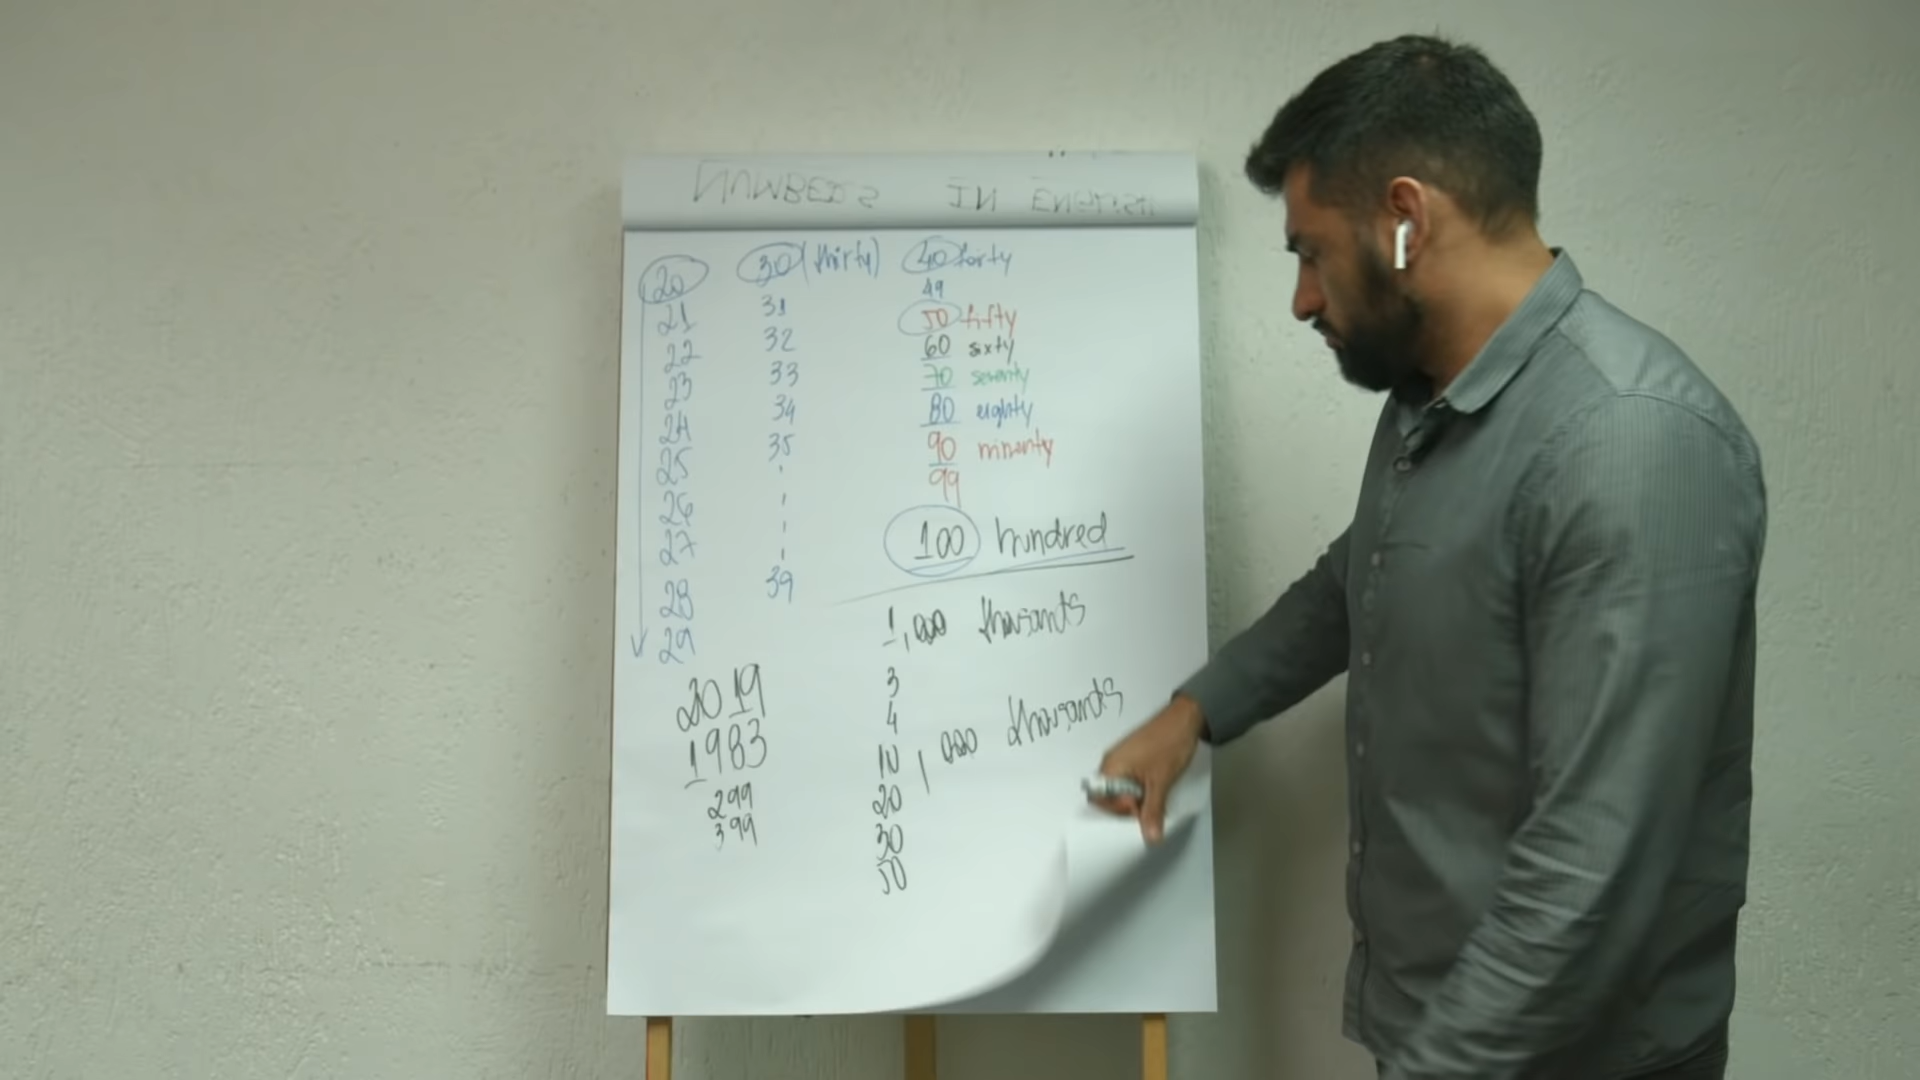 NUMBERS IN ENGLISH
20
21
22
23
24
25
26
27
28
29
30 (thirty)
31
32
33
34
35
39
40 forty
49
50 fifty
60 sixty
70 seventy
80 eighty
90 ninenty
99
100 hundred
1,000 thousants
3
4
10 , 000 thousands
20
30
50
2019
1983
299
399